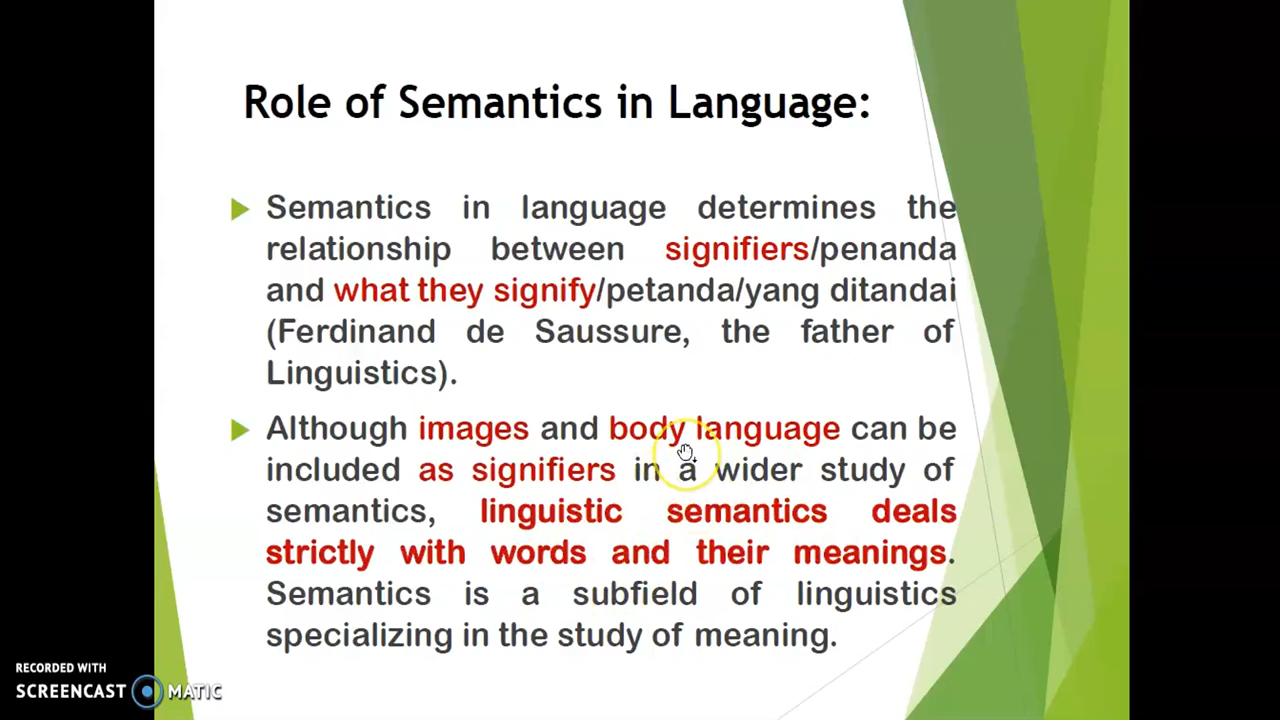 Role of Semantics in Language:
Semantics in language determines the
relationship between signifiers/penanda
and what they signify/petanda/yang ditandai
(Ferdinand de Saussure, the father of
Linguistics).
Although images and body language can be
included as signifiers in a wider study of
semantics, linguistic semantics deals
strictly with words and their meanings.
Semantics is a subfield of linguistics
specializing in the study of meaning.
RECORDED WITH
SCREENCAST MATIC